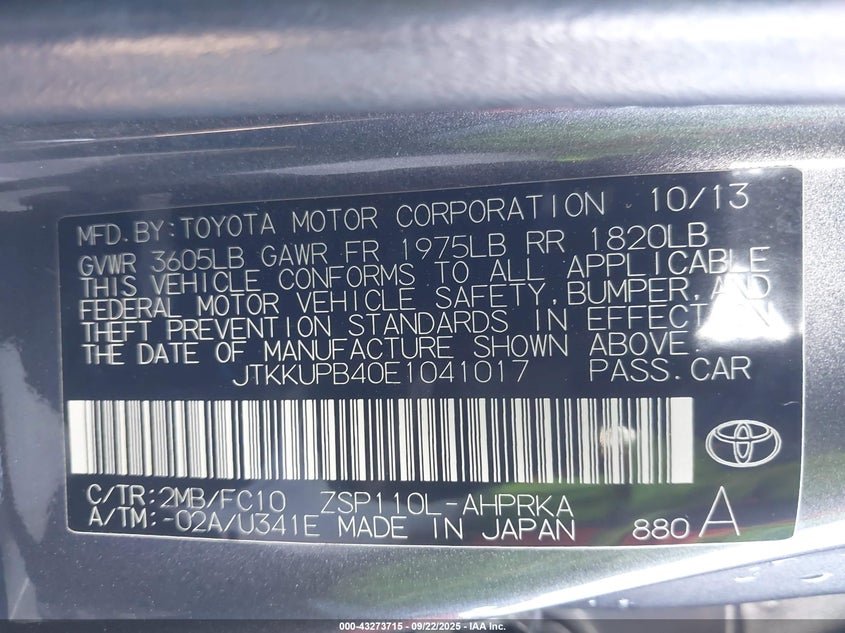 MFD.BY:TOYOTA MOTOR CORPORATION 10/13
GVWR 3605LB GAWR FR 1975LB RR 1820LB
THIS VEHICLE CONFORMS TO ALL APPLICABLE
FEDERAL MOTOR VEHICLE SAFETY,BUMPER,AND
THEFT PREVENTION STANDARDS IN EFFECT ON
THE DATE OF MANUFACTURE SHOWN ABOVE.
JTKKUPB40E1041017 PASS.CAR
C/TR:2MB/FC10 ZSP110L-AHPRKA
A/TM:-02A/U341E MADE IN JAPAN 880 A
000-43273715 - 09/22/2025 - IAA Inc.